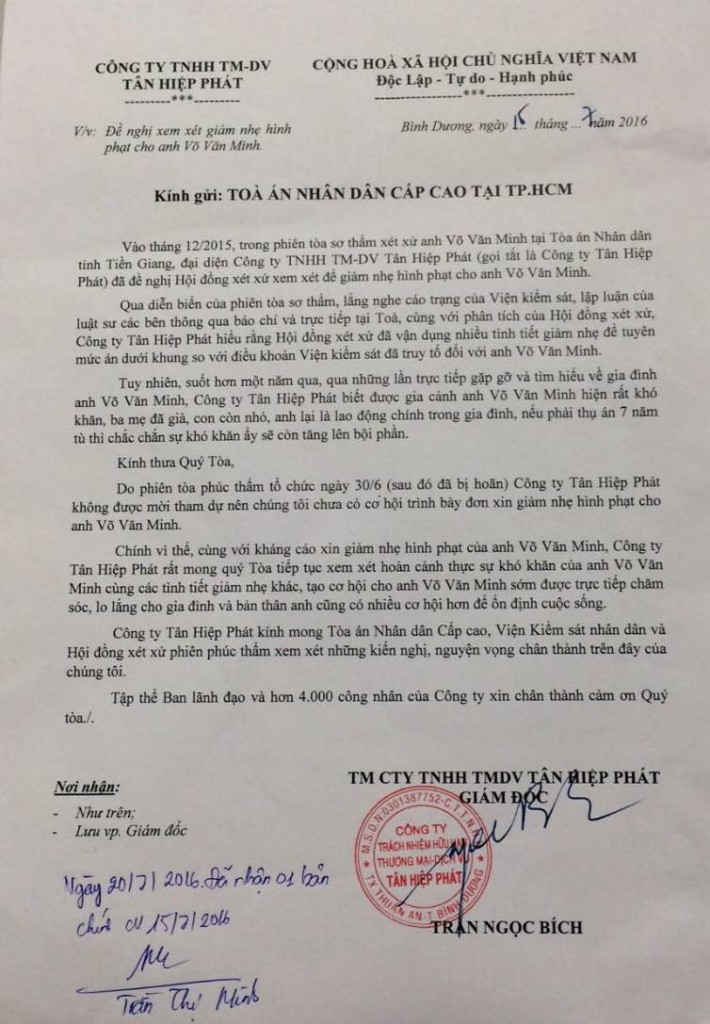 CÔNG TY TNHH TM-DV
TÂN HIỆP PHÁT
---------***---------
CỘNG HOÀ XÃ HỘI CHỦ NGHĨA VIỆT NAM
Độc Lập - Tự do - Hạnh phúc
------------------***------------------
V/v: Đề nghị xem xét giảm nhẹ hình
phạt cho anh Võ Văn Minh.
Bình Dương, ngày 15 tháng ...7 năm 2016
Kính gửi: TOÀ ÁN NHÂN DÂN CẤP CAO TẠI TP.HCM
Vào tháng 12/2015, trong phiên tòa sơ thẩm xét xử anh Võ Văn Minh tại Tòa án Nhân dân
tỉnh Tiền Giang, đại diện Công ty TNHH TM-DV Tân Hiệp Phát (gọi tắt là Công ty Tân Hiệp
Phát) đã đề nghị Hội đồng xét xử xem xét để giảm nhẹ hình phạt cho anh Võ Văn Minh.
Qua diễn biến của phiên tòa sơ thẩm, lắng nghe cáo trạng của Viện kiểm sát, lập luận của
luật sư các bên thông qua báo chí và trực tiếp tại Toà, cùng với phân tích của Hội đồng xét xử,
Công ty Tân Hiệp Phát hiểu rằng Hội đồng xét xử đã vận dụng nhiều tình tiết giảm nhẹ để tuyên
mức án dưới khung so với điều khoản Viện kiểm sát đã truy tố đối với anh Võ Văn Minh.
Tuy nhiên, suốt hơn một năm qua, qua những lần trực tiếp gặp gỡ và tìm hiểu về gia đình
anh Võ Văn Minh, Công ty Tân Hiệp Phát biết được gia cảnh anh Võ Văn Minh hiện rất khó
khăn, ba mẹ đã già, con còn nhỏ, anh lại là lao động chính trong gia đình, nếu phải thụ án 7 năm
tù thì chắc chắn sự khó khăn ấy sẽ còn tăng lên bội phần.
Kính thưa Quý Tòa,
Do phiên tòa phúc thẩm tổ chức ngày 30/6 (sau đó đã bị hoãn) Công ty Tân Hiệp Phát
không được mời tham dự nên chúng tôi chưa có cơ hội trình bày đơn xin giảm nhẹ hình phạt cho
anh Võ Văn Minh.
Chính vì thế, cùng với kháng cáo xin giảm nhẹ hình phạt của anh Võ Văn Minh, Công ty
Tân Hiệp Phát rất mong quý Tòa tiếp tục xem xét hoàn cảnh thực sự khó khăn của anh Võ Văn
Minh cùng các tình tiết giảm nhẹ khác, tạo cơ hội cho anh Võ Văn Minh sớm được trực tiếp chăm
sóc, lo lắng cho gia đình và bản thân anh cũng có nhiều cơ hội hơn để ổn định cuộc sống.
Công ty Tân Hiệp Phát kính mong Tòa án Nhân dân Cấp cao, Viện Kiểm sát nhân dân và
Hội đồng xét xử phiên phúc thẩm xem xét những kiến nghị, nguyện vọng chân thành trên đây của
chúng tôi.
Tập thể Ban lãnh đạo và hơn 4.000 công nhân của Công ty xin chân thành cảm ơn Quý
tòa./.
Nơi nhận:
- Như trên;
- Lưu vp. Giám đốc
TM CTY TNHH TMDV TÂN HIỆP PHÁT
GIÁM ĐỐC
M.S.D.N.0301387752-C.T.T.N.H.H
CÔNG TY
TRÁCH NHIỆM HỮU HẠN
THƯƠNG MẠI-DỊCH VỤ
TÂN HIỆP PHÁT
TX THUẬN AN-T BÌNH DƯƠNG
TRẦN NGỌC BÍCH
Ngày 20/7/2016. Đã nhận 01 bản
chính CV 15/7/2016
Trần Thị Minh